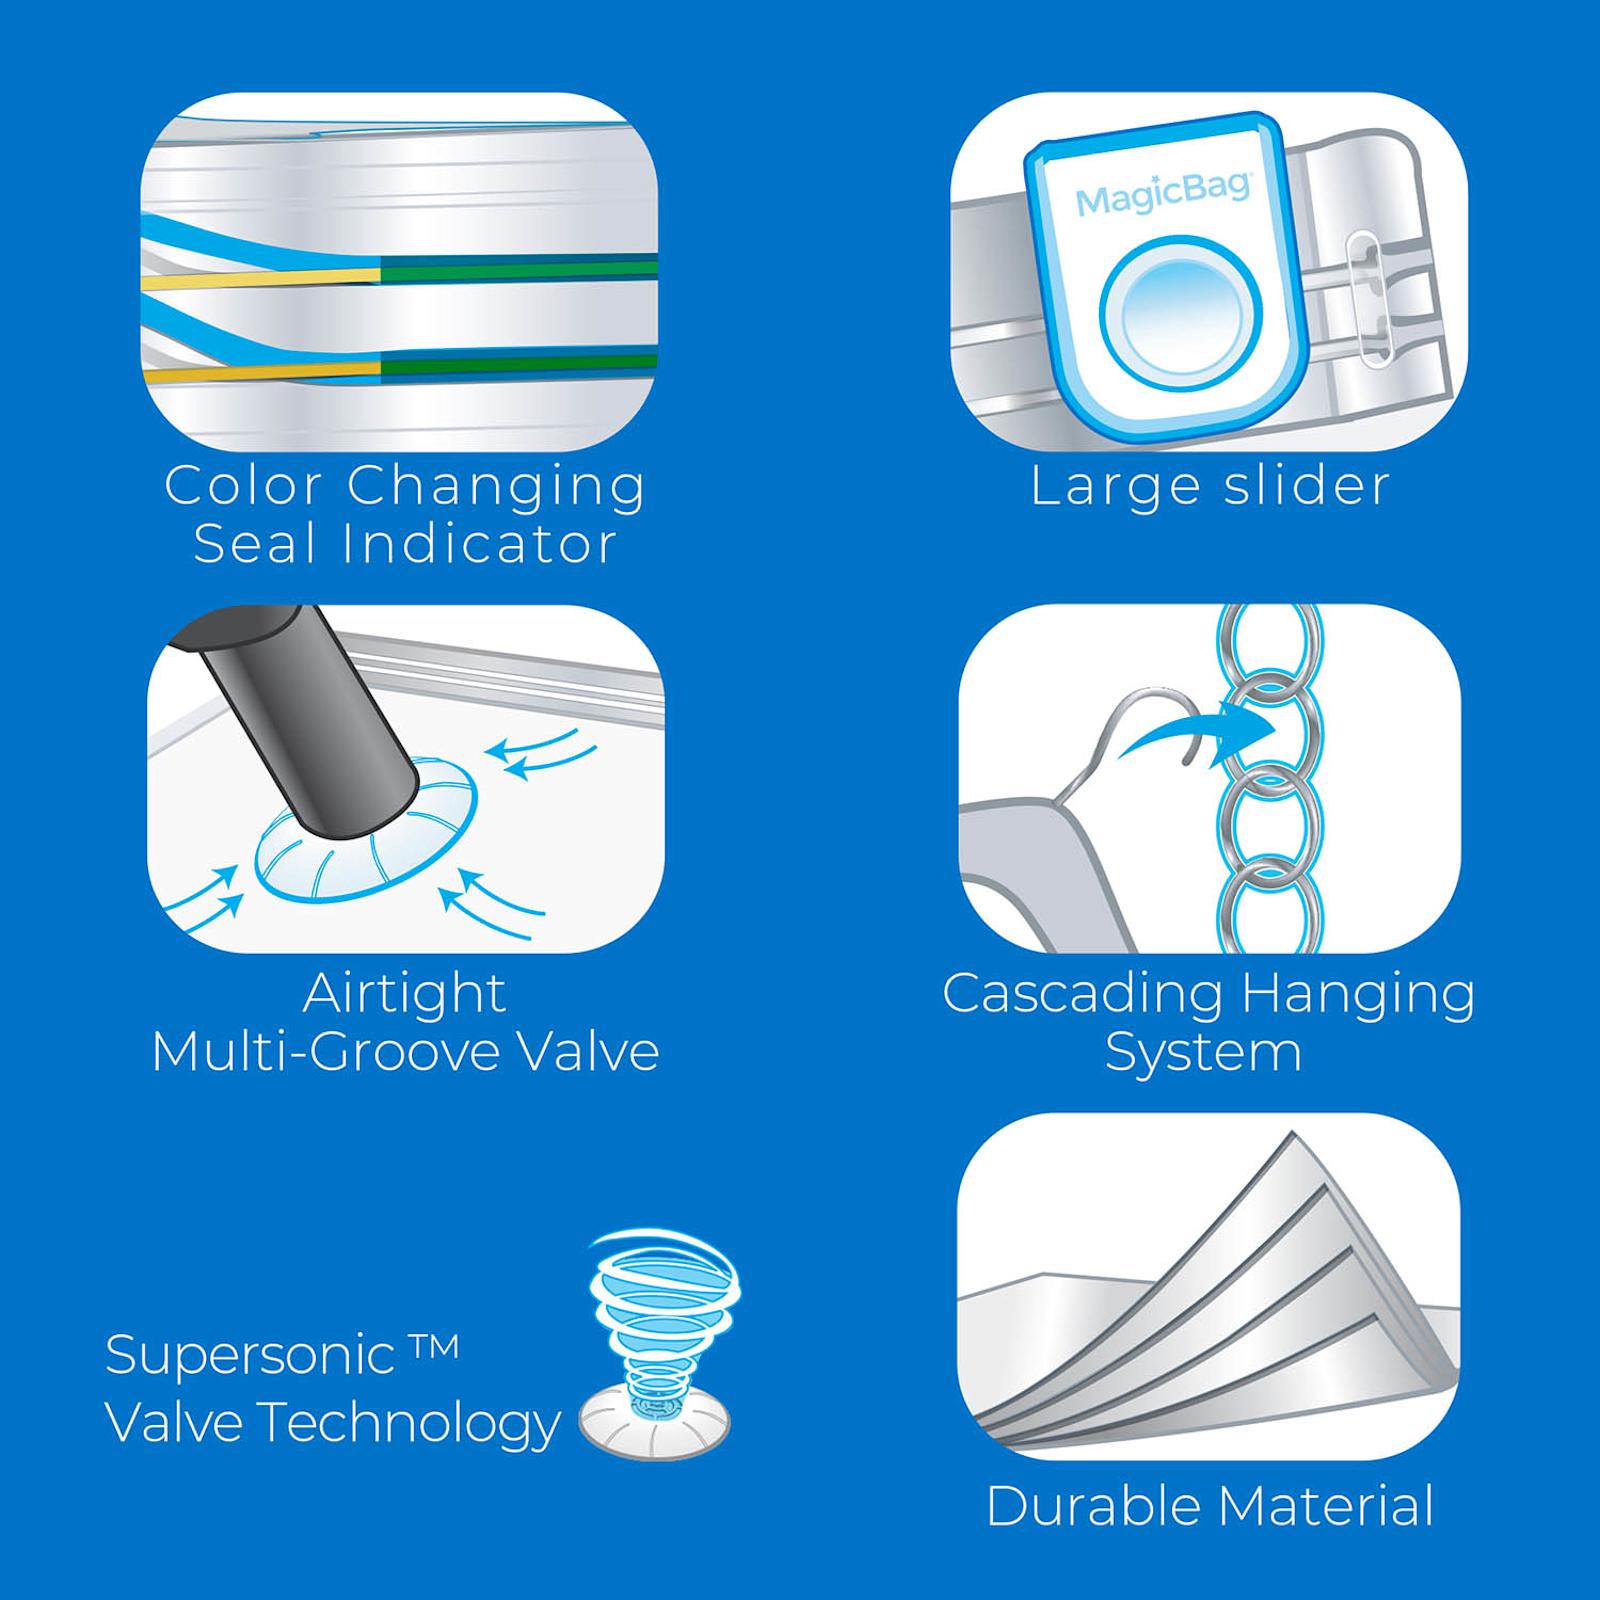 Color Changing
Seal Indicator
MagicBag
Large slider
Airtight
Multi-Groove Valve
Cascading Hanging
System
Supersonic ™
Valve Technology
Durable Material